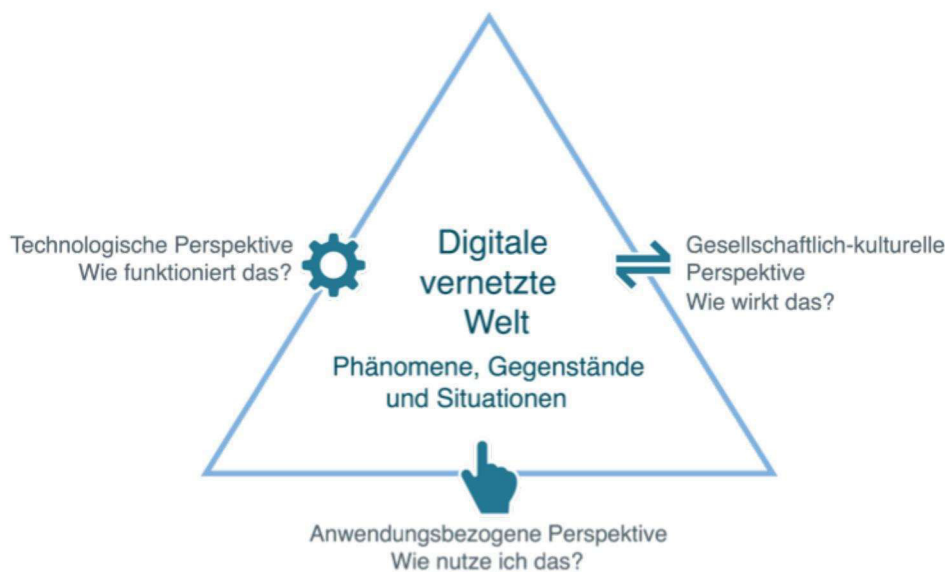 Technologische Perspektive
Wie funktioniert das?
Digitale
vernetzte
Welt
Phänomene, Gegenstände
und Situationen
Gesellschaftlich-kulturelle
Perspektive
Wie wirkt das?
Anwendungsbezogene Perspektive
Wie nutze ich das?